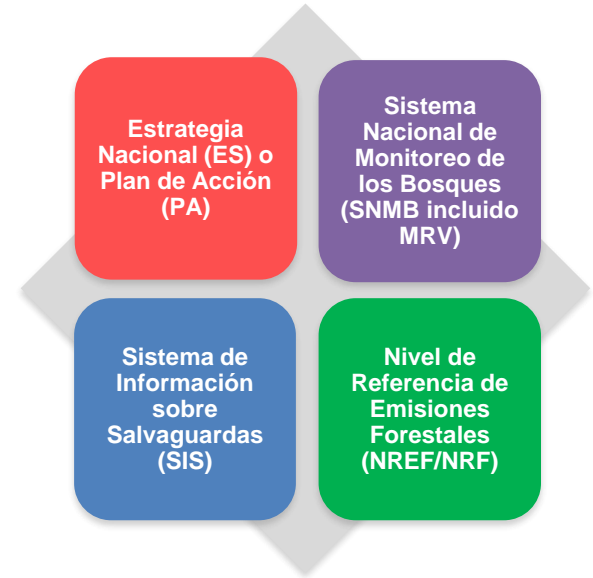 Estrategia
Nacional (ES) o
Plan de Acción
(PA)
Sistema
Nacional de
Monitoreo de
los Bosques
(SNMB incluido
MRV)
Sistema de
Información
sobre
Salvaguardas
(SIS)
Nivel de
Referencia de
Emisiones
Forestales
(NREF/NRF)